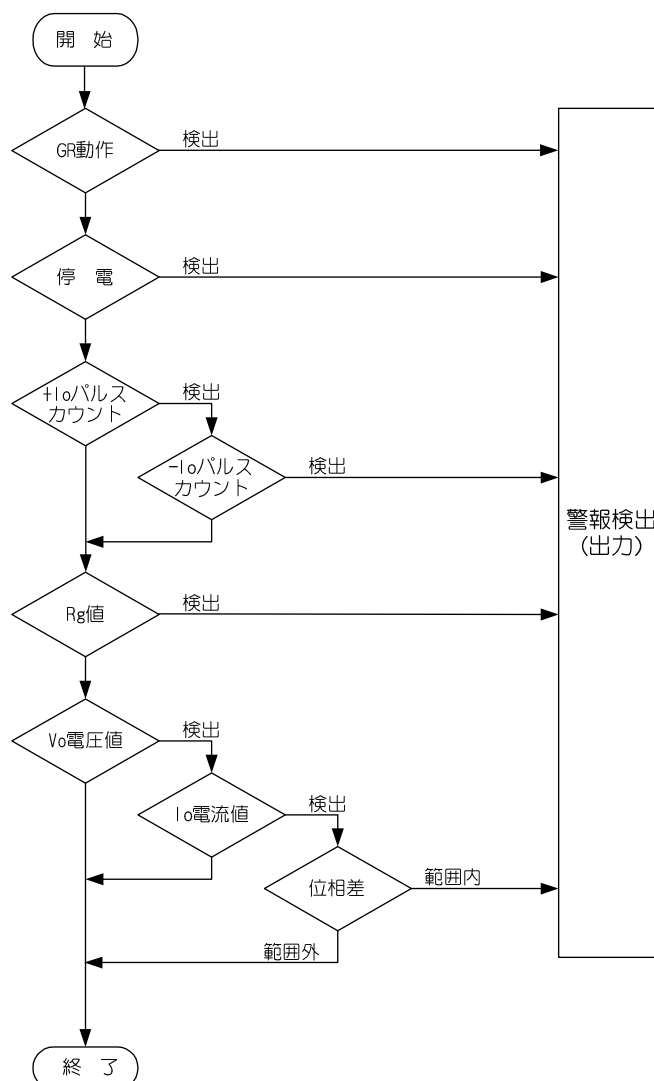 開 始
検出
GR動作
検出
停 電
検出
+Ioパルス
カウント
検出
-Ioパルス
カウント
警報検出
(出力)
検出
Rg値
検出
Vo電圧値
検出
Io電流値
範囲内
位相差
範囲外
終 了